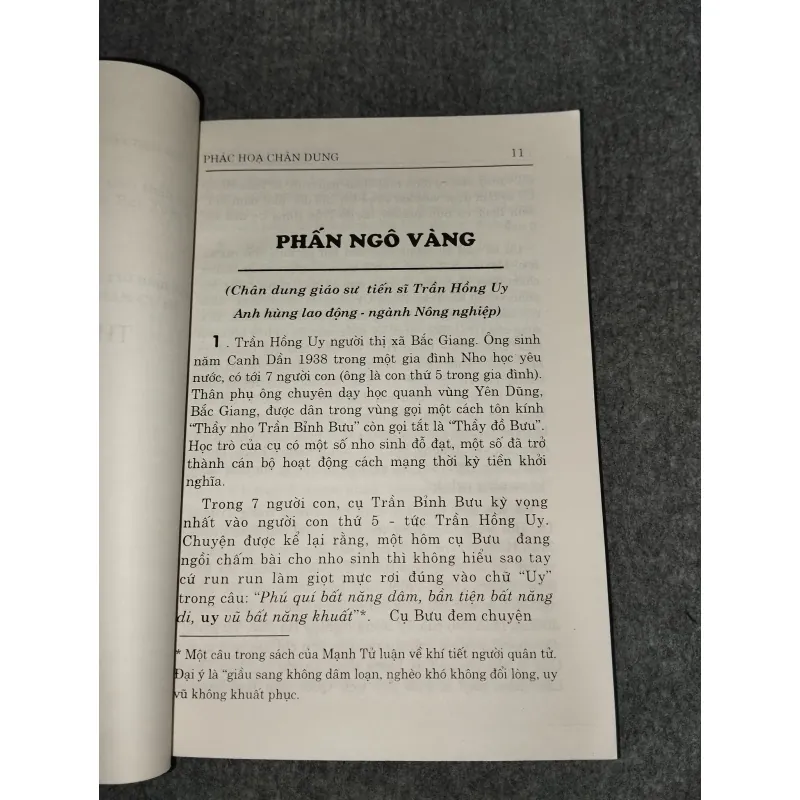 PHÁC HOẠ CHÂN DUNG 11
PHẤN NGÔ VÀNG
(Chân dung giáo sư tiến sĩ Trần Hồng Uy
Anh hùng lao động - ngành Nông nghiệp)
1 . Trần Hồng Uy người thị xã Bắc Giang. Ông sinh
năm Canh Dần 1938 trong một gia đình Nho học yêu
nước, có tới 7 người con (ông là con thứ 5 trong gia đình).
Thân phụ ông chuyên dạy học quanh vùng Yên Dũng,
Bắc Giang, được dân trong vùng gọi một cách tôn kính
“Thầy nho Trần Bỉnh Bưu” còn gọi tắt là “Thầy đồ Bưu”.
Học trò của cụ có một số nho sinh đỗ đạt, một số đã trở
thành cán bộ hoạt động cách mạng thời kỳ tiền khởi
nghĩa.
Trong 7 người con, cụ Trần Bỉnh Bưu kỳ vọng
nhất vào người con thứ 5 - tức Trần Hồng Uy.
Chuyện được kể lại rằng, một hôm cụ Bưu đang
ngồi chấm bài cho nho sinh thì không hiểu sao tay
cứ run run làm giọt mực rơi đúng vào chữ “Uy”
trong câu: “Phú quí bất năng dâm, bần tiện bất năng
di, uy vũ bất năng khuất”*. Cụ Bưu đem chuyện
* Một câu trong sách của Mạnh Tử luận về khí tiết người quân tử.
Đại ý là “giầu sang không dâm loạn, nghèo khó không đổi lòng, uy
vũ không khuất phục.